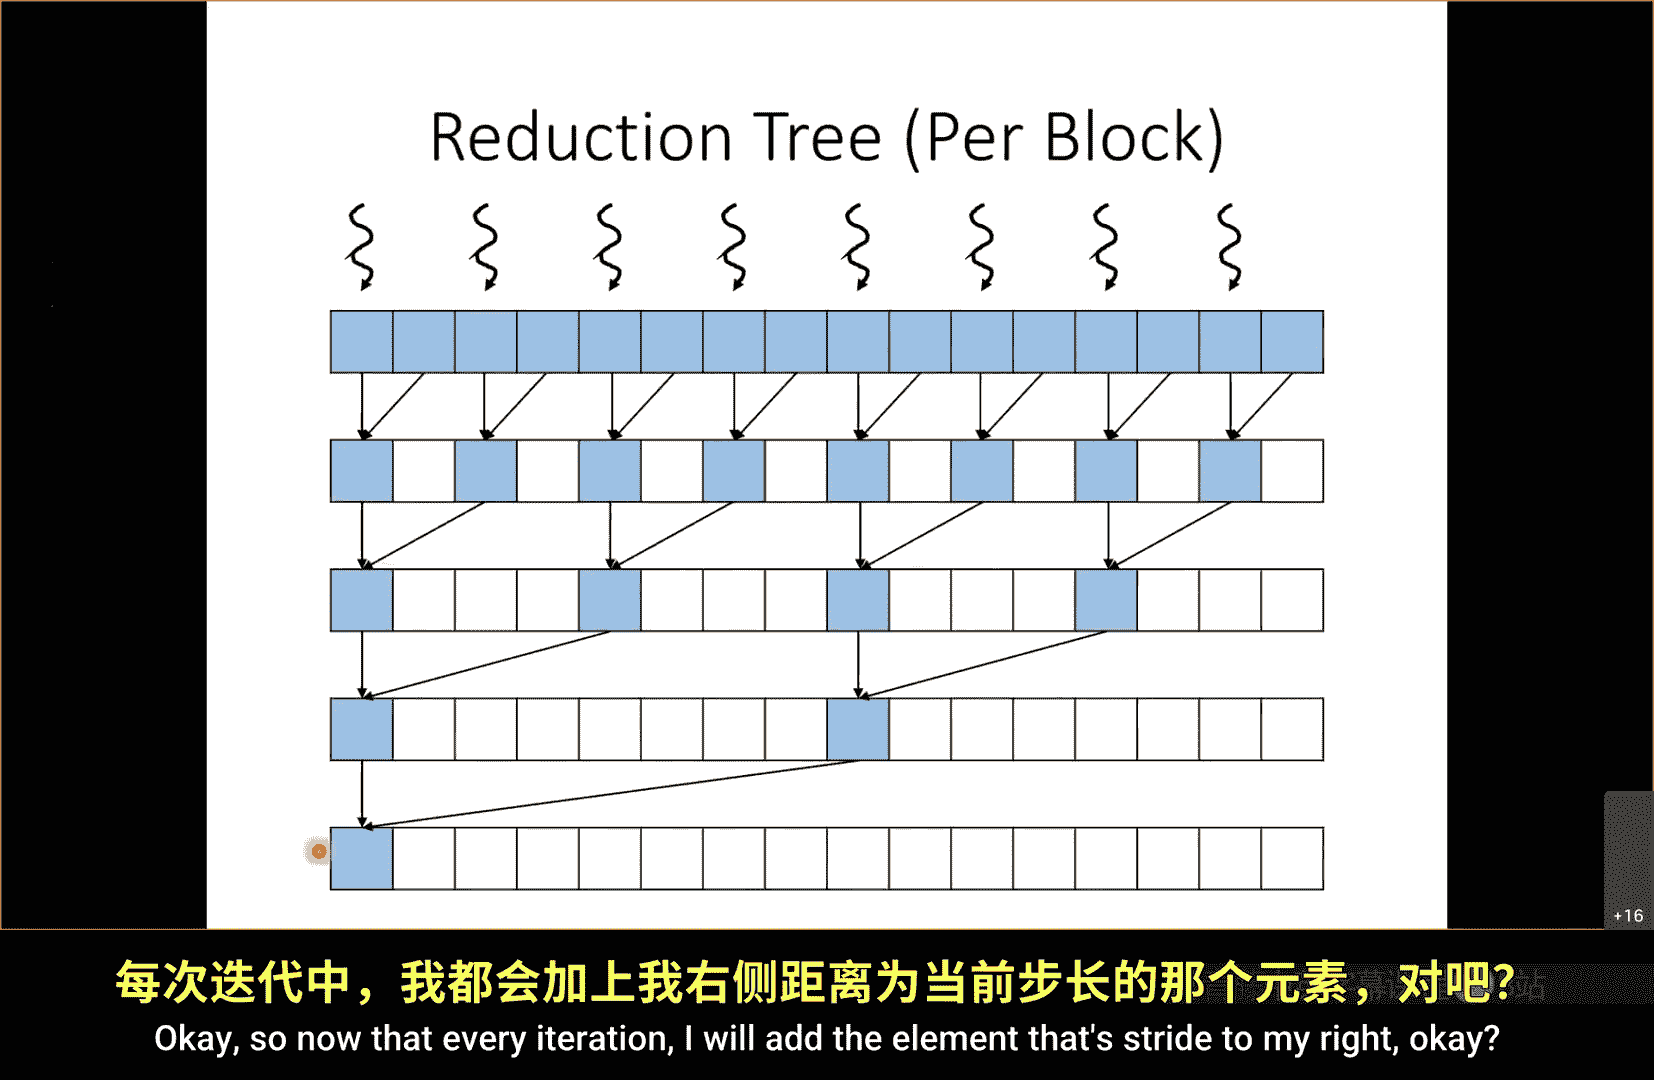 Reduction Tree (Per Block)
+16
每次迭代中，我都会加上我右侧距离为当前步长的那个元素，对吧？
Okay, so now that every iteration, I will add the element that's stride to my right, okay?